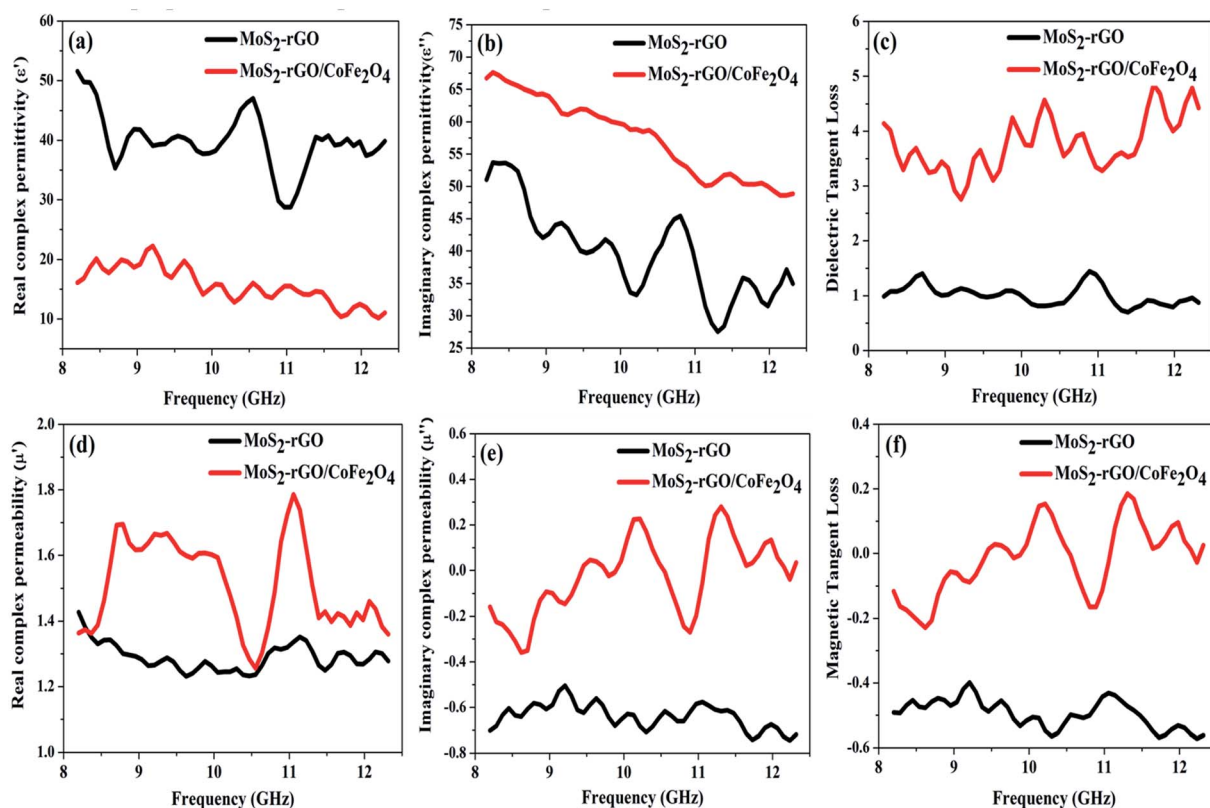 (a)
MoS2-rGO
MoS2-rGO/CoFe2O4
Real complex permittivity (ε')
60
50
40
30
20
10
8 9 10 11 12
Frequency (GHz)
(b)
MoS2-rGO
MoS2-rGO/CoFe2O4
Imaginary complex permittivity(ε'')
75
70
65
60
55
50
45
40
35
30
25
8 9 10 11 12
Frequency (GHz)
(c)
MoS2-rGO
MoS2-rGO/CoFe2O4
Dielectric Tangent Loss
6
5
4
3
2
1
0
8 9 10 11 12
Frequency (GHz)
(d)
MoS2-rGO
MoS2-rGO/CoFe2O4
Real complex permeability (μ')
2.0
1.8
1.6
1.4
1.2
1.0
8 9 10 11 12
Frequency (GHz)
(e)
MoS2-rGO
MoS2-rGO/CoFe2O4
Imaginary complex permeability (μ'')
0.6
0.4
0.2
0.0
-0.2
-0.4
-0.6
-0.8
8 9 10 11 12
Frequency (GHz)
(f)
MoS2-rGO
MoS2-rGO/CoFe2O4
Magnetic Tangent Loss
0.4
0.2
0.0
-0.2
-0.4
-0.6
8 9 10 11 12
Frequency (GHz)